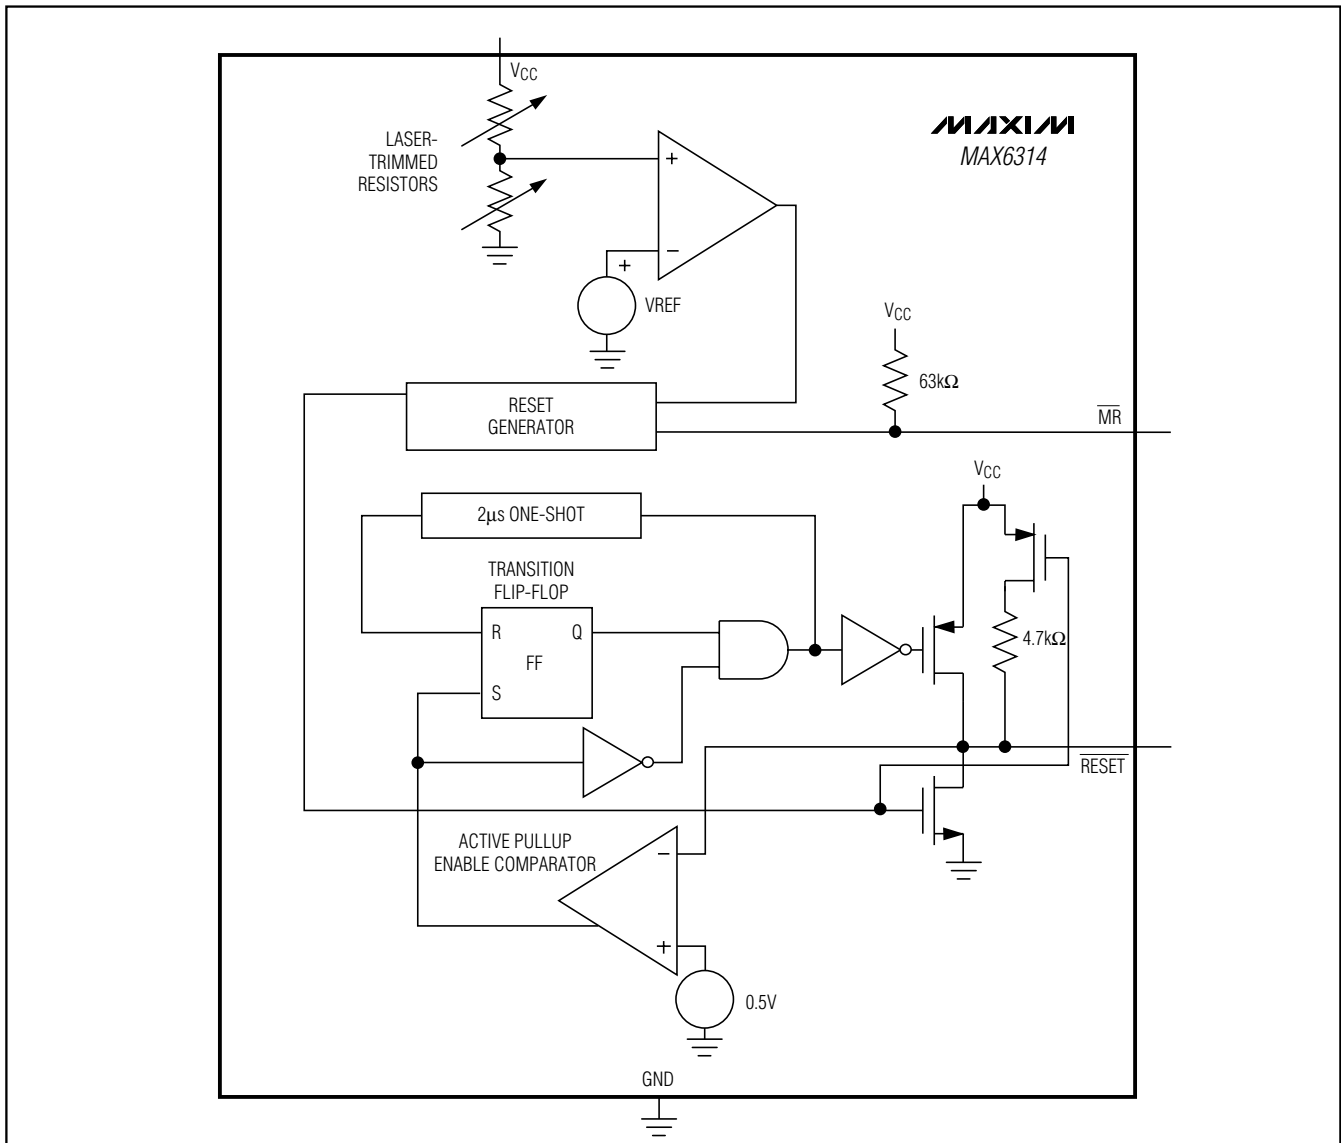 VCC
LASER-
TRIMMED
RESISTORS
+
−
+
VREF
MAXIM
MAX6314
VCC
63kΩ
MR
RESET
GENERATOR
VCC
2μs ONE-SHOT
TRANSITION
FLIP-FLOP
R Q
FF
S
4.7kΩ
RESET
ACTIVE PULLUP
ENABLE COMPARATOR
−
+
0.5V
GND